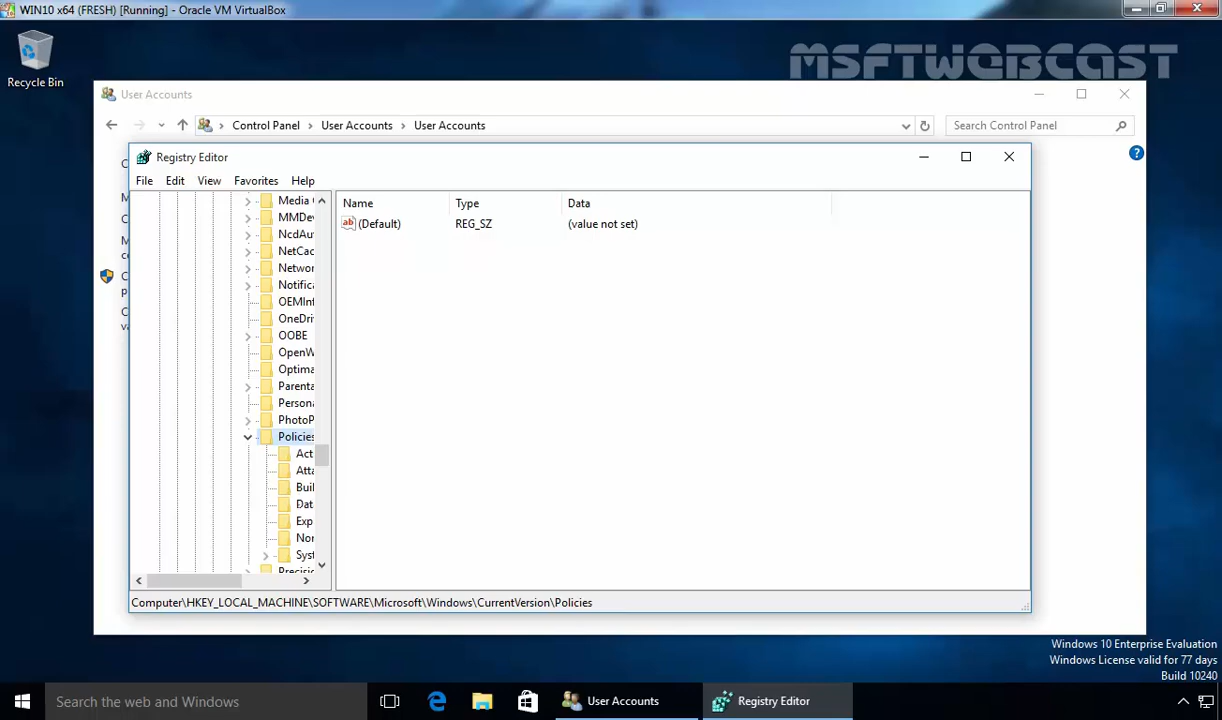 WIN10 x64 (FRESH) [Running] - Oracle VM VirtualBox
MSFTWEBCAST
Recycle Bin
User Accounts
Control Panel > User Accounts > User Accounts
Search Control Panel
Registry Editor
File Edit View Favorites Help
Name Type Data
(Default) REG_SZ (value not set)
Media
MMDev
NcdAu
NetCac
Networ
Notifica
OEMInf
OneDri
OOBE
OpenW
Optima
Parenta
Persona
PhotoP
Policies
Act
Atta
Buil
Dat
Exp
Nor
Syst
Precisio
Computer\HKEY_LOCAL_MACHINE\SOFTWARE\Microsoft\Windows\CurrentVersion\Policies
Windows 10 Enterprise Evaluation
Windows License valid for 77 days
Build 10240
Search the web and Windows
User Accounts
Registry Editor